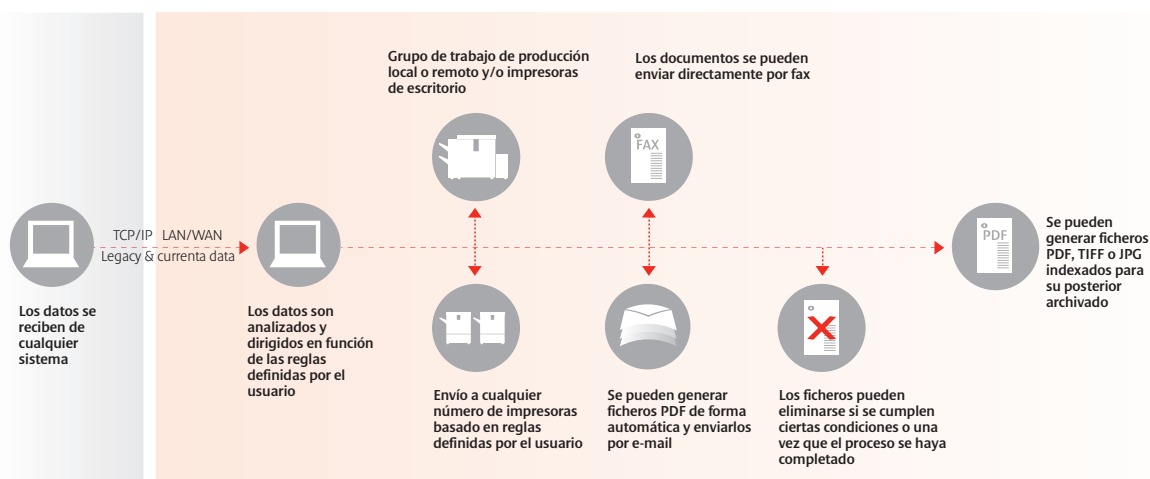 Grupo de trabajo de producción
local o remoto y/o impresoras
de escritorio
Los documentos se pueden
enviar directamente por fax
FAX
TCP/IP LAN/WAN
Legacy & currenta data
PDF
Se pueden
generar ficheros
PDF, TIFF o JPG
indexados para
su posterior
archivado
Los datos se
reciben de
cualquier
sistema
Los datos son
analizados y
dirigidos en función
de las reglas
definidas por el
usuario
Envío a cualquier
número de impresoras
basado en reglas
definidas por el usuario
Se pueden generar
ficheros PDF de forma
automática y enviarlos
por e-mail
Los ficheros pueden
eliminarse si se cumplen
ciertas condiciones o una
vez que el proceso se haya
completado